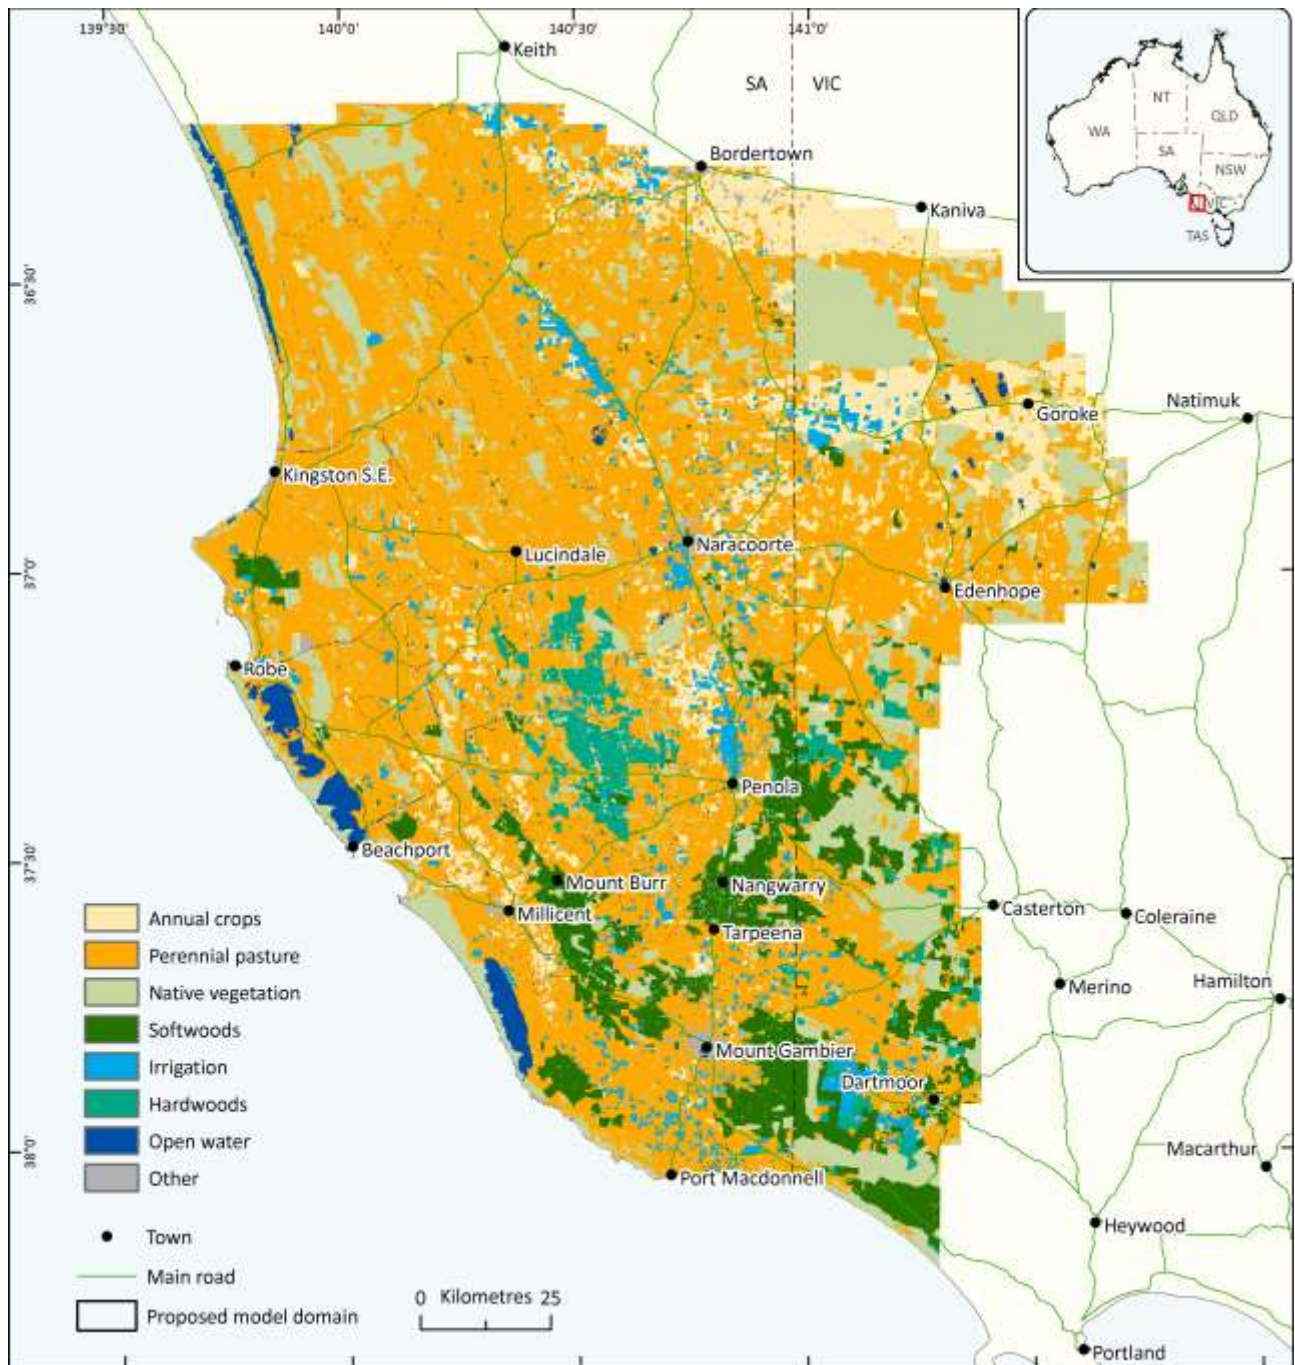 139°30'
140°0'
140°30'
141°0'
Keith
SA
VIC
Bordertown
Kaniva
WA
NT
QLD
SA
NSW
VIC
TAS
36°30'
Goroke
Natimuk
Kingston S.E.
Lucindale
Naracoorte
37°0'
Edenhope
Robe
Penola
Beachport
37°30'
Mount Burr
Nangwarry
Millicent
Casterton
Coleraine
Tarpeena
Merino
Hamilton
Mount Gambier
Dartmoor
38°0'
Macarthur
Port Macdonnell
Heywood
Portland
Annual crops
Perennial pasture
Native vegetation
Softwoods
Irrigation
Hardwoods
Open water
Other
Town
Main road
Proposed model domain
0 Kilometres 25